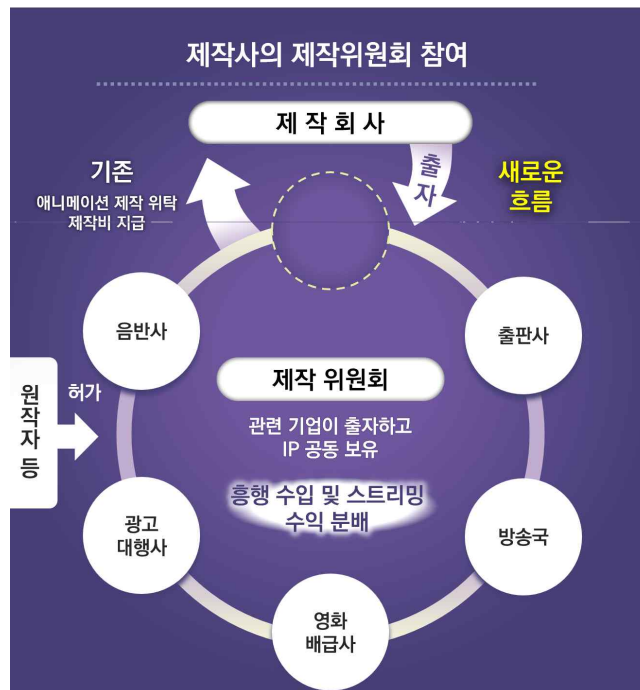 제작사의 제작위원회 참여
제 작 회 사
기존
애니메이션 제작 위탁
제작비 지급
출자
새로운
흐름
음반사
출판사
원작자 등
허가
제작 위원회
관련 기업이 출자하고
IP 공동 보유
흥행 수입 및 스트리밍
수익 분배
광고
대행사
방송국
영화
배급사